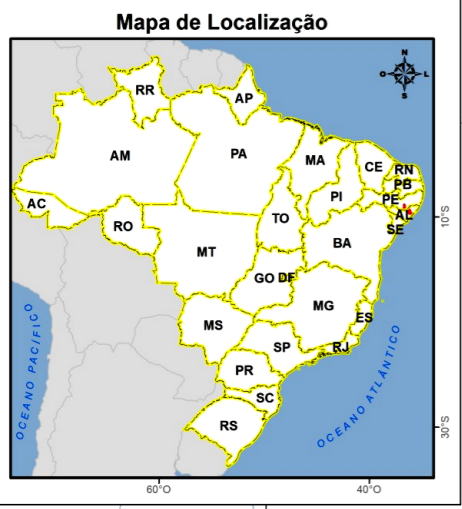 Mapa de Localização
N
O
L
S
RR
AP
AM
PA
MA
CE
RN
PB
PE
AL
SE
PI
AC
RO
TO
BA
MT
GO
DF
MG
ES
MS
SP
RJ
PR
SC
RS
OCEANO PACÍFICO
OCEANO ATLÂNTICO
10°S
30°S
60°O
40°O